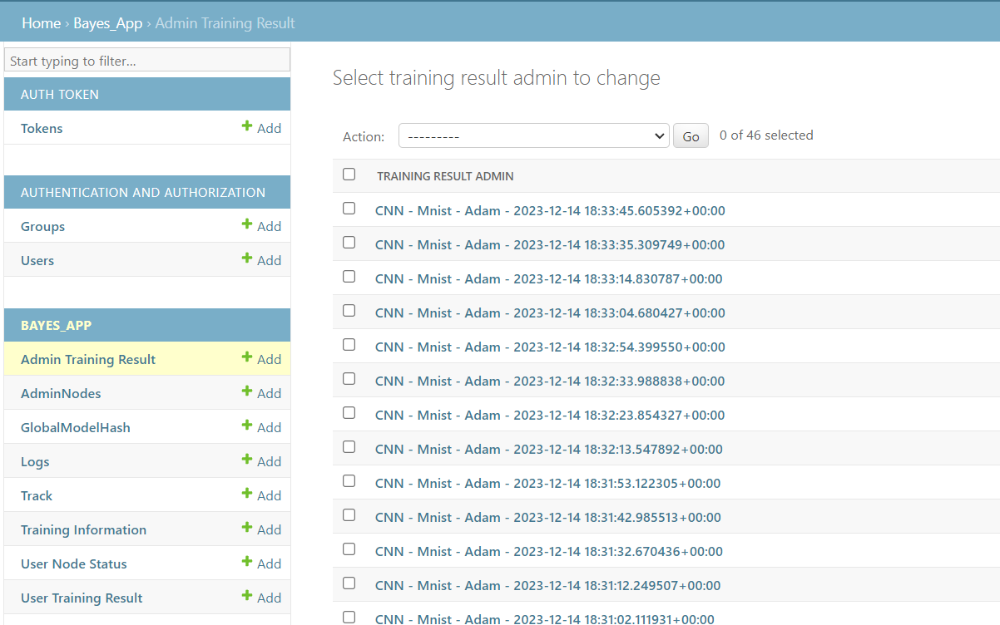 Home › Bayes_App › Admin Training Result
Start typing to filter...
AUTH TOKEN
Tokens Add
AUTHENTICATION AND AUTHORIZATION
Groups Add
Users Add
BAYES_APP
Admin Training Result Add
AdminNodes Add
GlobalModelHash Add
Logs Add
Track Add
Training Information Add
User Node Status Add
User Training Result Add
Select training result admin to change
Action: --------- Go 0 of 46 selected
TRAINING RESULT ADMIN
CNN - Mnist - Adam - 2023-12-14 18:33:45.605392+00:00
CNN - Mnist - Adam - 2023-12-14 18:33:35.309749+00:00
CNN - Mnist - Adam - 2023-12-14 18:33:14.830787+00:00
CNN - Mnist - Adam - 2023-12-14 18:33:04.680427+00:00
CNN - Mnist - Adam - 2023-12-14 18:32:54.399550+00:00
CNN - Mnist - Adam - 2023-12-14 18:32:33.988838+00:00
CNN - Mnist - Adam - 2023-12-14 18:32:23.854327+00:00
CNN - Mnist - Adam - 2023-12-14 18:32:13.547892+00:00
CNN - Mnist - Adam - 2023-12-14 18:31:53.122305+00:00
CNN - Mnist - Adam - 2023-12-14 18:31:42.985513+00:00
CNN - Mnist - Adam - 2023-12-14 18:31:32.670436+00:00
CNN - Mnist - Adam - 2023-12-14 18:31:12.249507+00:00
CNN - Mnist - Adam - 2023-12-14 18:31:02.111931+00:00